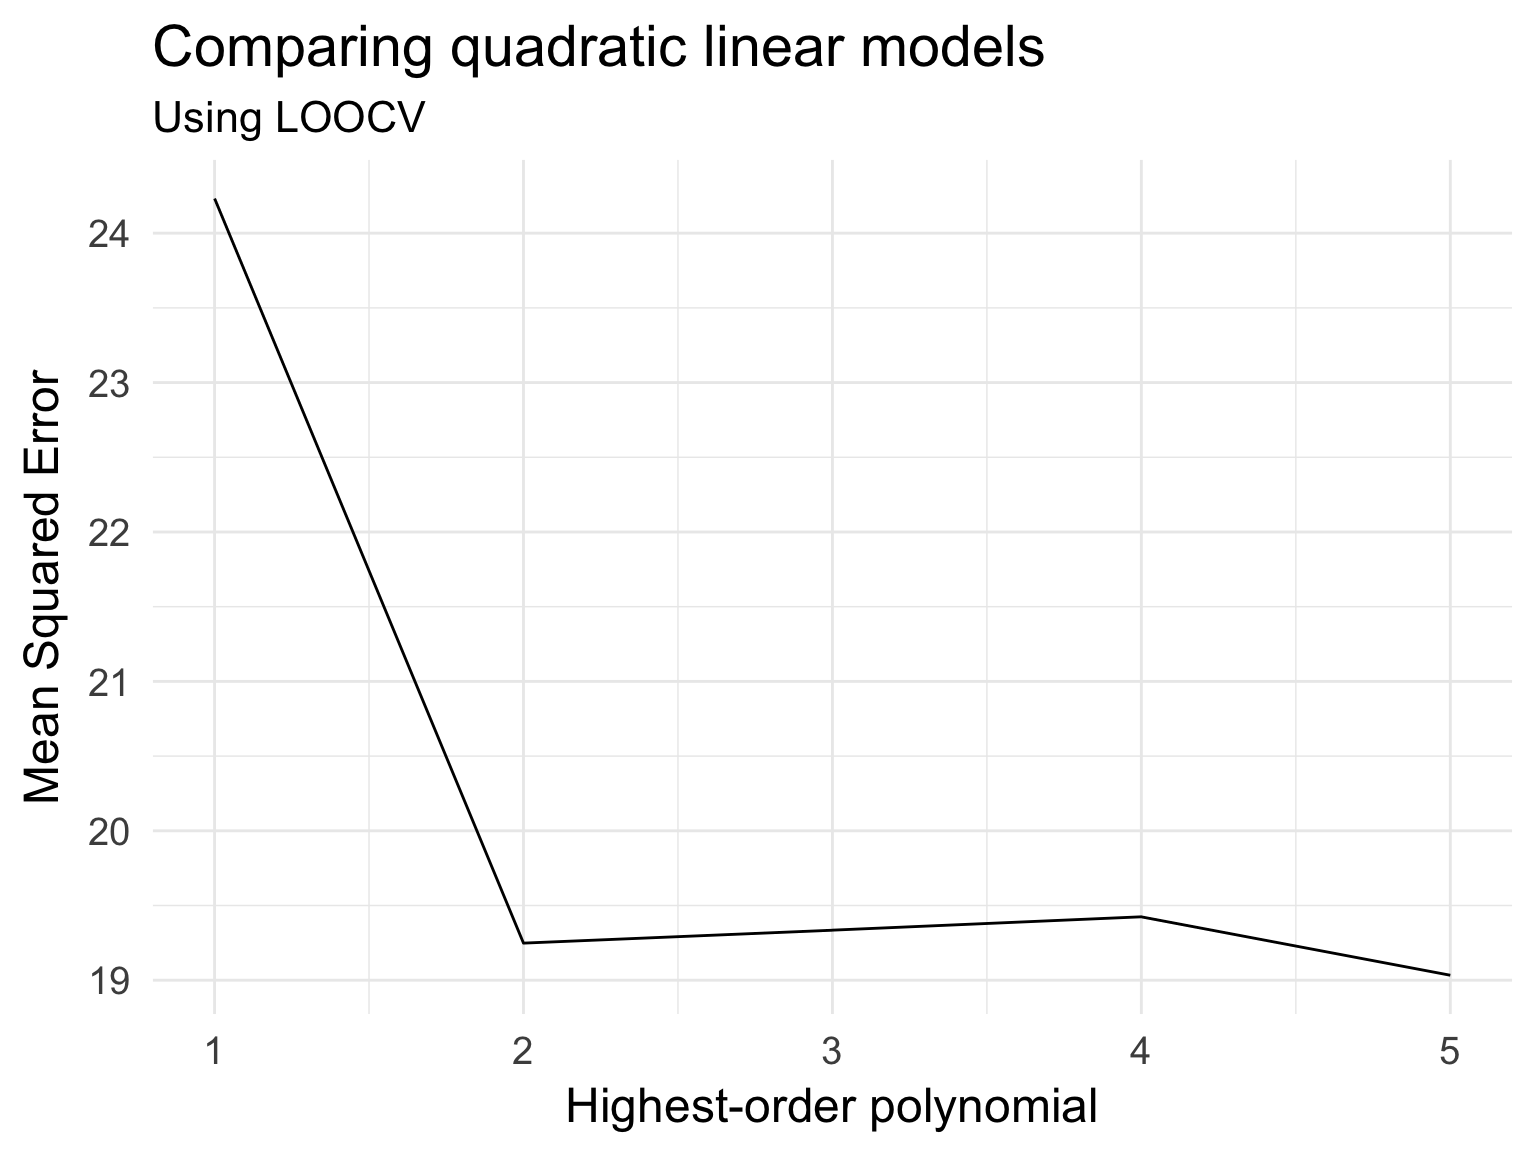 Comparing quadratic linear models
Using LOOCV
Mean Squared Error
24
23
22
21
20
19
1 2 3 4 5
Highest-order polynomial